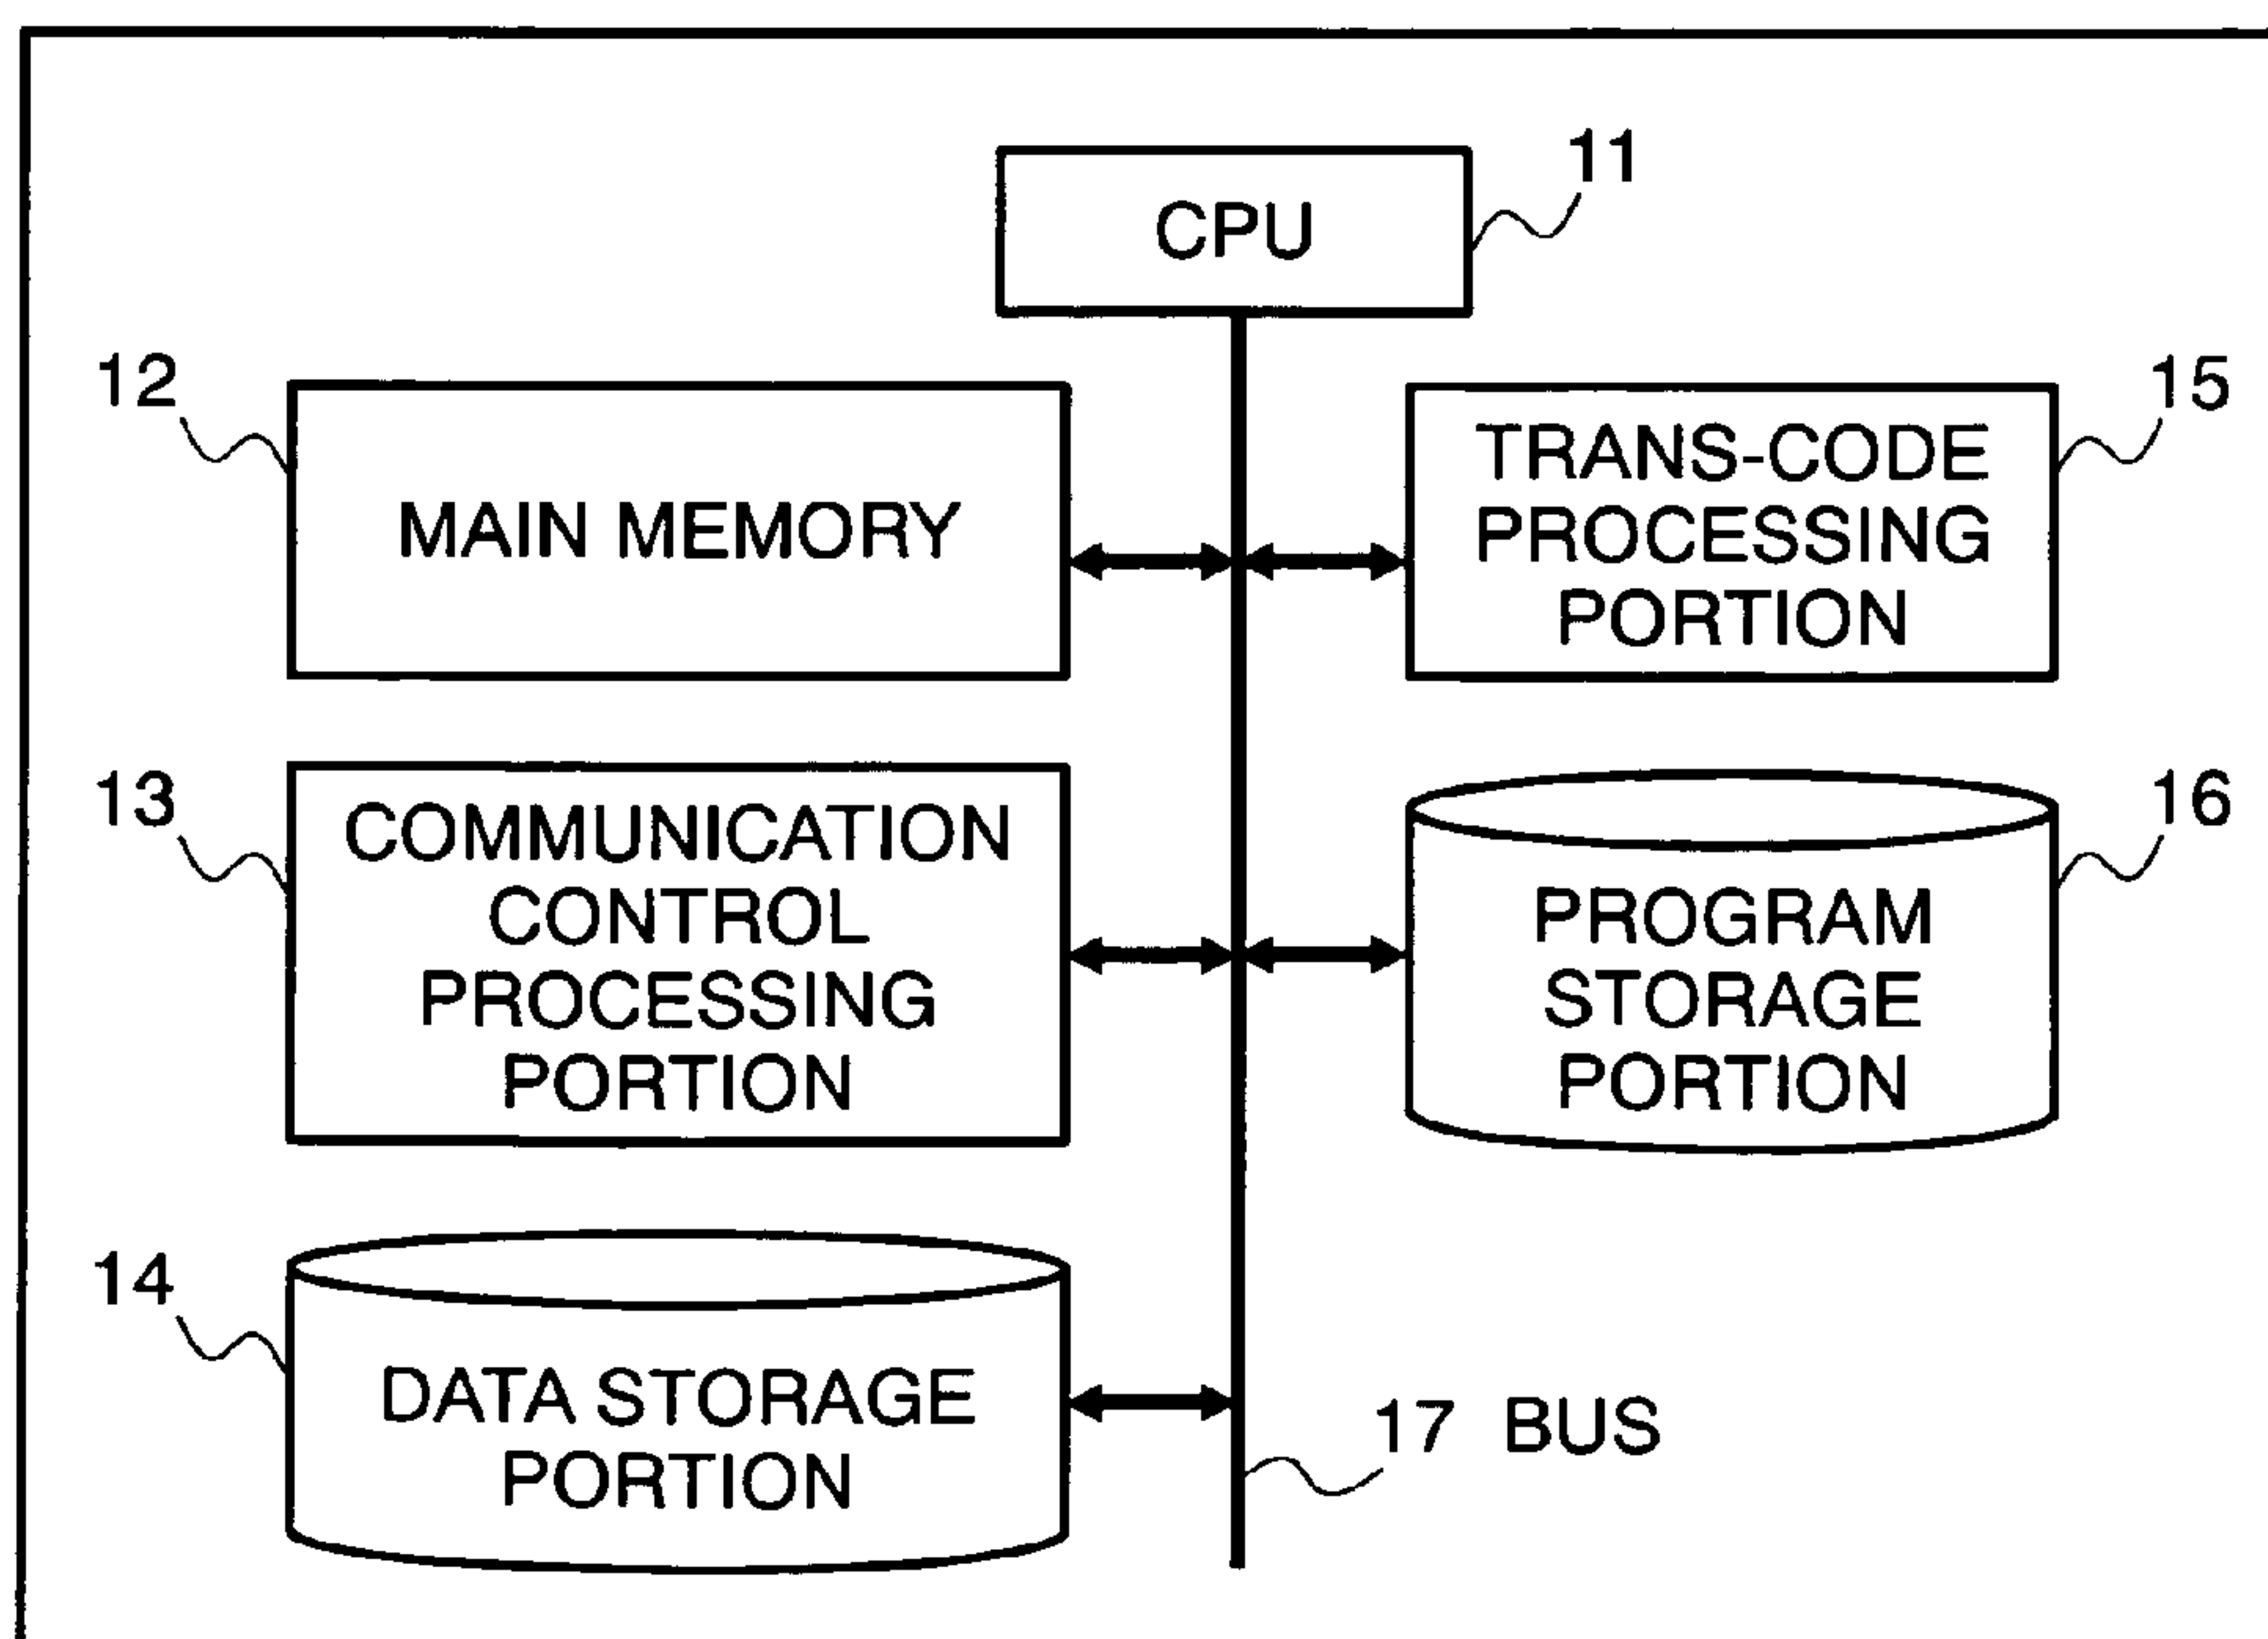 11
CPU
12
MAIN MEMORY
15
TRANS-CODE
PROCESSING
PORTION
13
COMMUNICATION
CONTROL
PROCESSING
PORTION
16
PROGRAM
STORAGE
PORTION
14
DATA STORAGE
PORTION
17 BUS